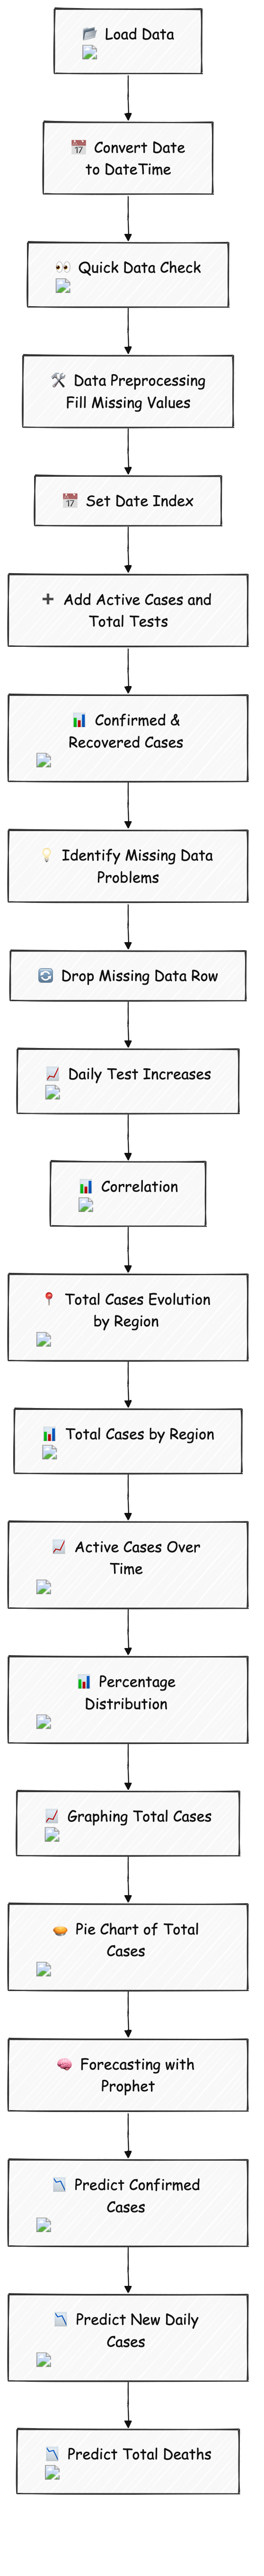 Load Data
Convert Date
to DateTime
Quick Data Check
Data Preprocessing
Fill Missing Values
Set Date Index
Add Active Cases and
Total Tests
Confirmed &
Recovered Cases
Identify Missing Data
Problems
Drop Missing Data Row
Daily Test Increases
Correlation
Total Cases Evolution
by Region
Total Cases by Region
Active Cases Over
Time
Percentage
Distribution
Graphing Total Cases
Pie Chart of Total
Cases
Forecasting with
Prophet
Predict Confirmed
Cases
Predict New Daily
Cases
Predict Total Deaths